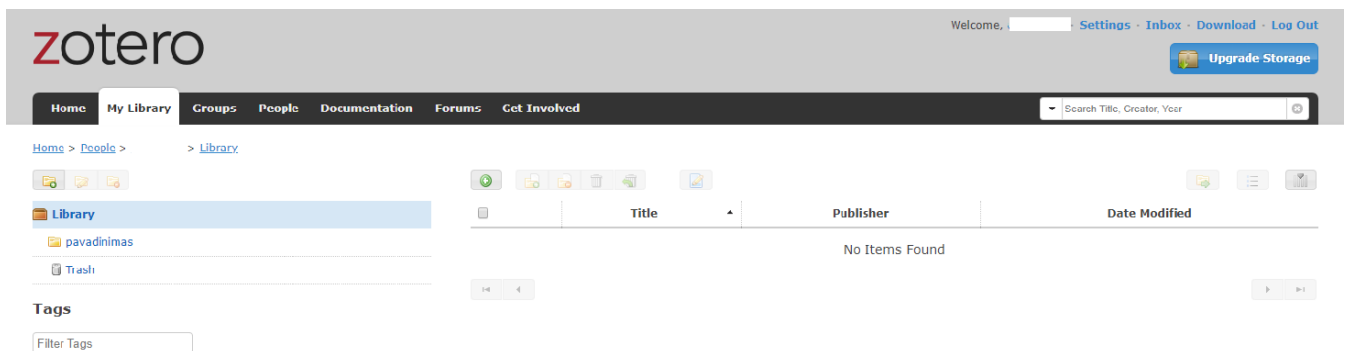 zotero
Welcome, · Settings · Inbox · Download · Log Out
Upgrade Storage
Home My Library Groups People Documentation Forums Get Involved
Search Title, Creator, Year
Home > People > > Library
Library
Title Publisher Date Modified
pavadinimas
No Items Found
Trash
Tags
Filter Tags